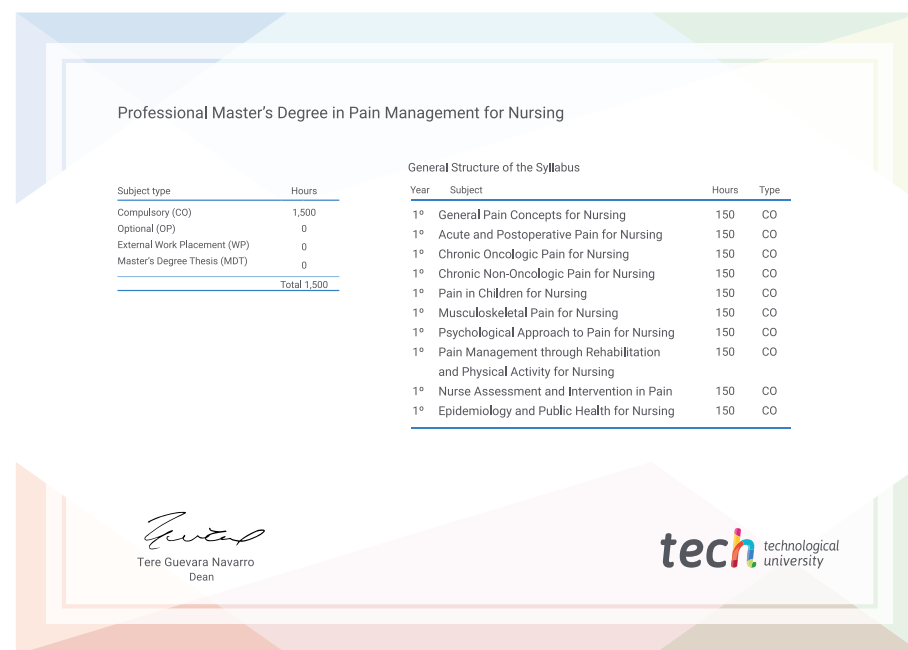 Professional Master's Degree in Pain Management for Nursing
General Structure of the Syllabus
Subject type Hours
Compulsory (CO) 1,500
Optional (OP) 0
External Work Placement (WP) 0
Master's Degree Thesis (MDT) 0
Total 1,500
Year Subject Hours Type
1º General Pain Concepts for Nursing 150 CO
1º Acute and Postoperative Pain for Nursing 150 CO
1º Chronic Oncologic Pain for Nursing 150 CO
1º Chronic Non-Oncologic Pain for Nursing 150 CO
1º Pain in Children for Nursing 150 CO
1º Musculoskeletal Pain for Nursing 150 CO
1º Psychological Approach to Pain for Nursing 150 CO
1º Pain Management through Rehabilitation 150 CO
and Physical Activity for Nursing
1º Nurse Assessment and Intervention in Pain 150 CO
1º Epidemiology and Public Health for Nursing 150 CO
Tere Guevara Navarro
Dean
tech technological
university